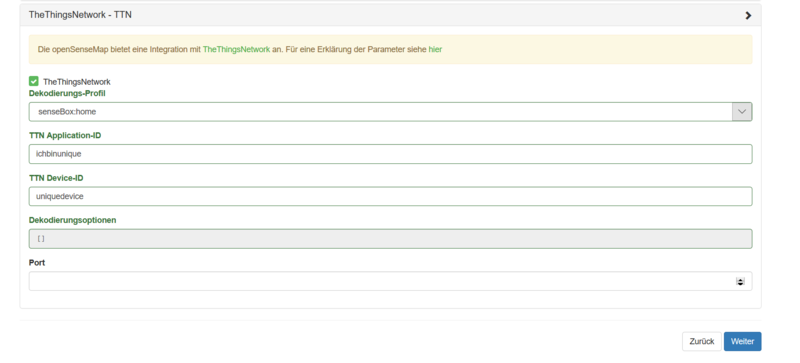 TheThingsNetwork - TTN
Die openSenseMap bietet eine Integration mit TheThingsNetwork an. Für eine Erklärung der Parameter siehe hier
TheThingsNetwork
Dekodierungs-Profil
senseBox:home
TTN Application-ID
ichbinunique
TTN Device-ID
uniquedevice
Dekodierungsoptionen
[ ]
Port
Zurück
Weiter